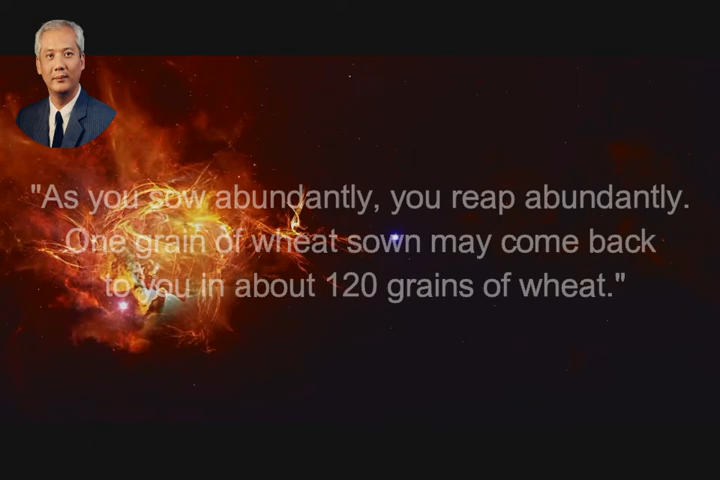 "As you sow abundantly, you reap abundantly.
One grain of wheat sown may come back
to you in about 120 grains of wheat."